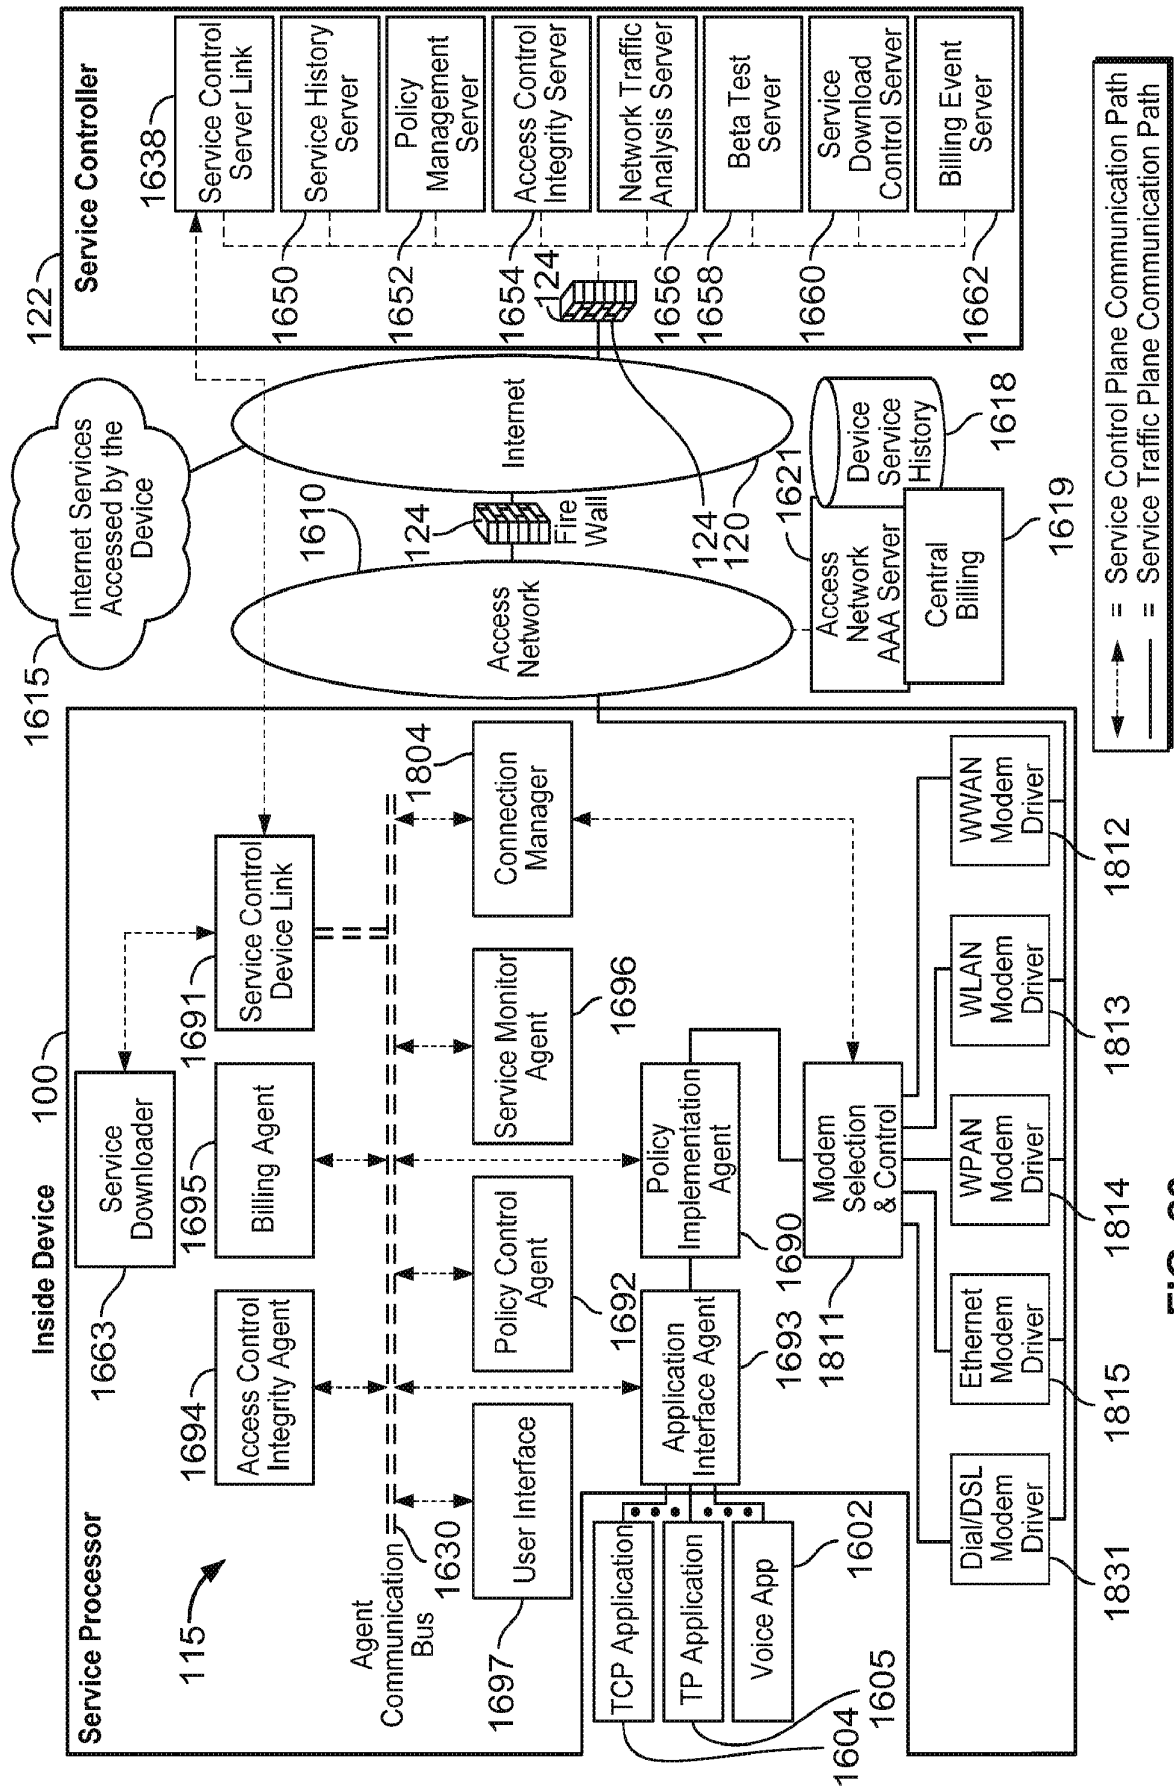 Service Processor
Inside Device
100
115
1663
Service
Downloader
1694
Access Control
Integrity Agent
1695
Billing Agent
1691
Service Control
Device Link
Agent
Communication
Bus
1630
1697
User Interface
Policy Control
Agent
1692
Service Monitor
Agent
1696
Connection
Manager
1804
TCP Application
TP Application
Voice App
1604
1605
1602
Application
Interface Agent
1693
Policy
Implementation
Agent
1690
Modem
Selection
& Control
1811
Dial/DSL
Modem
Driver
1831
Ethernet
Modem
Driver
1815
WPAN
Modem
Driver
1814
WLAN
Modem
Driver
1813
WWAN
Modem
Driver
1812
1615
Internet Services
Accessed by the
Device
1610
Access
Network
124
Fire
Wall
Internet
120
124
Access
Network
AAA Server
1621
Central
Billing
1619
Device
Service
History
1618
122
Service Controller
1638
Service Control
Server Link
1650
Service History
Server
1652
Policy
Management
Server
1654
Access Control
Integrity Server
124
1656
Network Traffic
Analysis Server
1658
Beta Test
Server
1660
Service
Download
Control Server
1662
Billing Event
Server
= Service Control Plane Communication Path
= Service Traffic Plane Communication Path